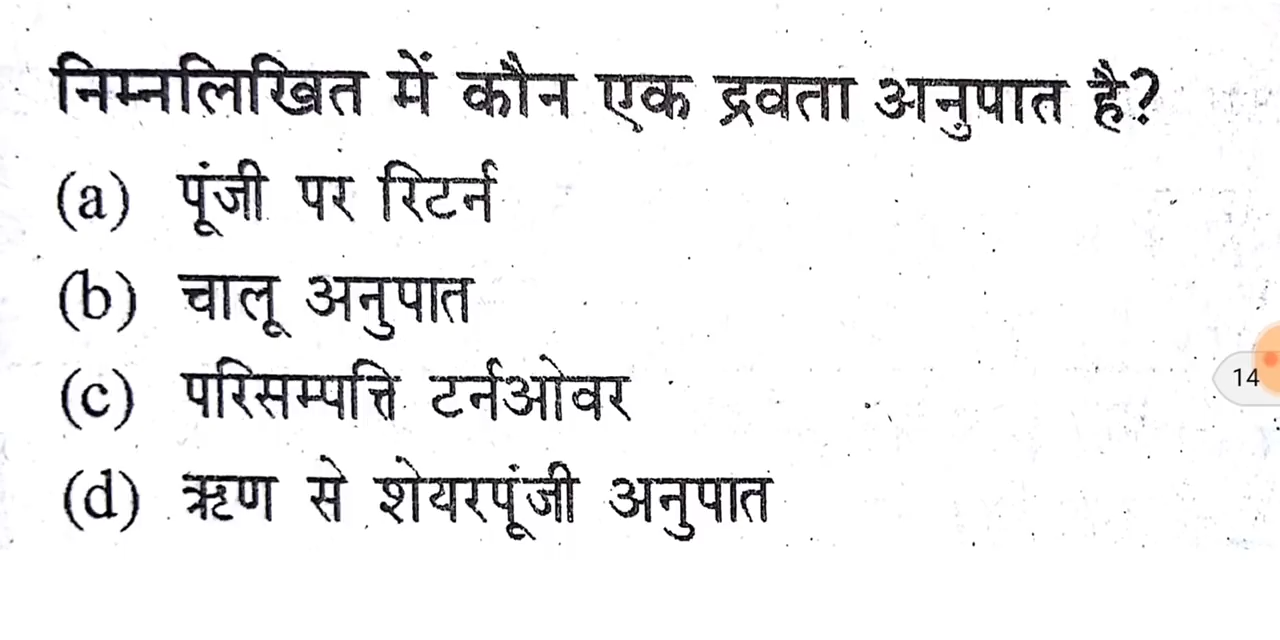 निम्नलिखित में कौन एक द्रवता अनुपात है?
(a) पूंजी पर रिटर्न
(b) चालू अनुपात
(c) परिसम्पत्ति टर्नओवर
14
(d) ऋण से शेयरपूंजी अनुपात